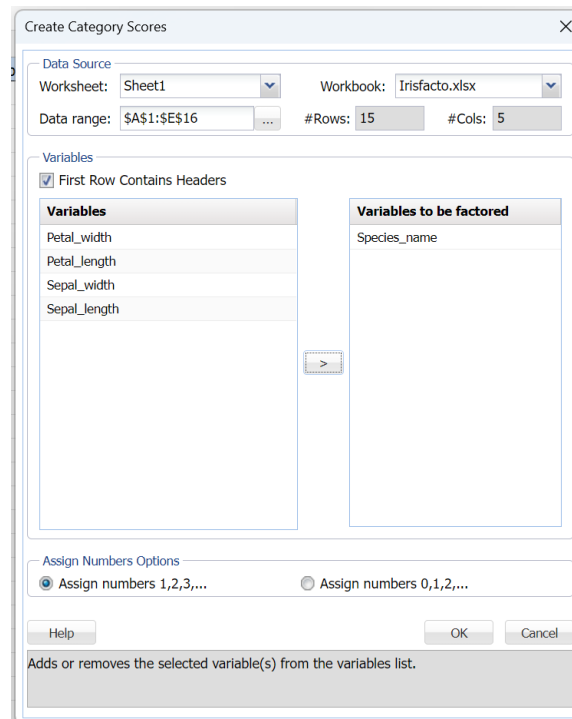 Create Category Scores
Data Source
Worksheet: Sheet1 Workbook: Irisfacto.xlsx
Data range: $A$1:$E$16 ... #Rows: 15 #Cols: 5
Variables
First Row Contains Headers
Variables Variables to be factored
Petal_width Species_name
Petal_length
Sepal_width
Sepal_length
>
Assign Numbers Options
Assign numbers 1,2,3,... Assign numbers 0,1,2,...
Help OK Cancel
Adds or removes the selected variable(s) from the variables list.